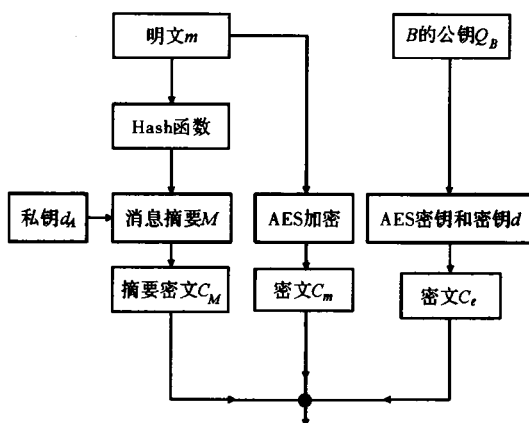 明文m
B的公钥Q_B
Hash函数
私钥d_A
消息摘要M
AES加密
AES密钥和密钥d
摘要密文C_M
密文C_m
密文C_e